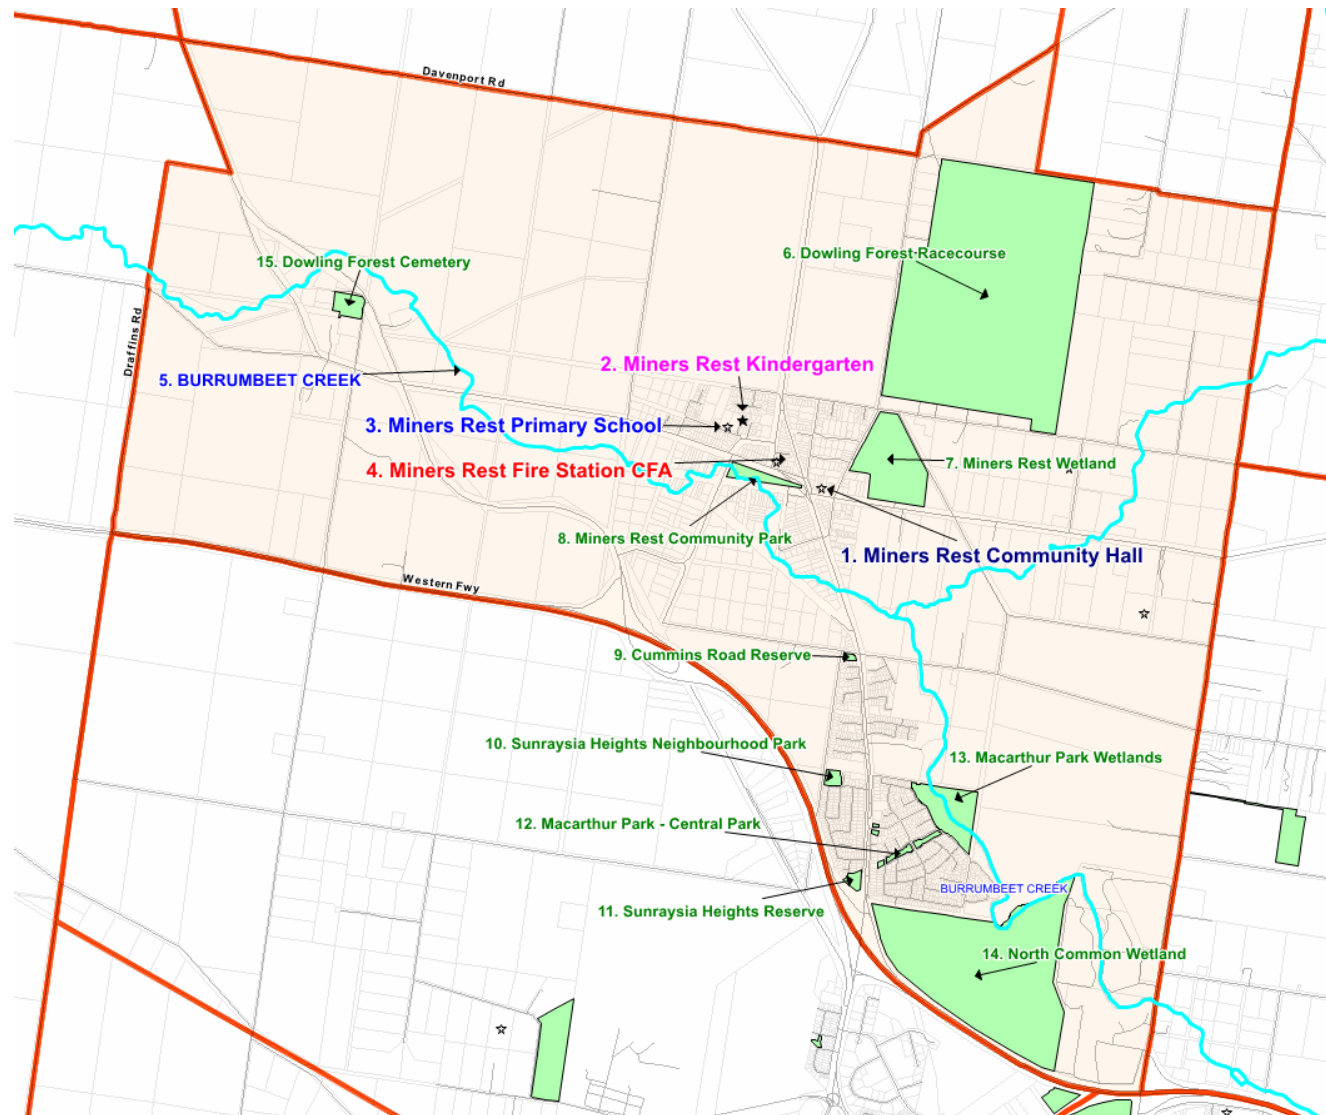 Davenport Rd
6. Dowling Forest Racecourse
15. Dowling Forest Cemetery
Draffins Rd
2. Miners Rest Kindergarten
5. BURRUMBEET CREEK
3. Miners Rest Primary School
4. Miners Rest Fire Station CFA
7. Miners Rest Wetland
8. Miners Rest Community Park
1. Miners Rest Community Hall
Western Fwy
9. Cummins Road Reserve
10. Sunraysia Heights Neighbourhood Park
13. Macarthur Park Wetlands
12. Macarthur Park - Central Park
BURRUMBEET CREEK
11. Sunraysia Heights Reserve
14. North Common Wetland